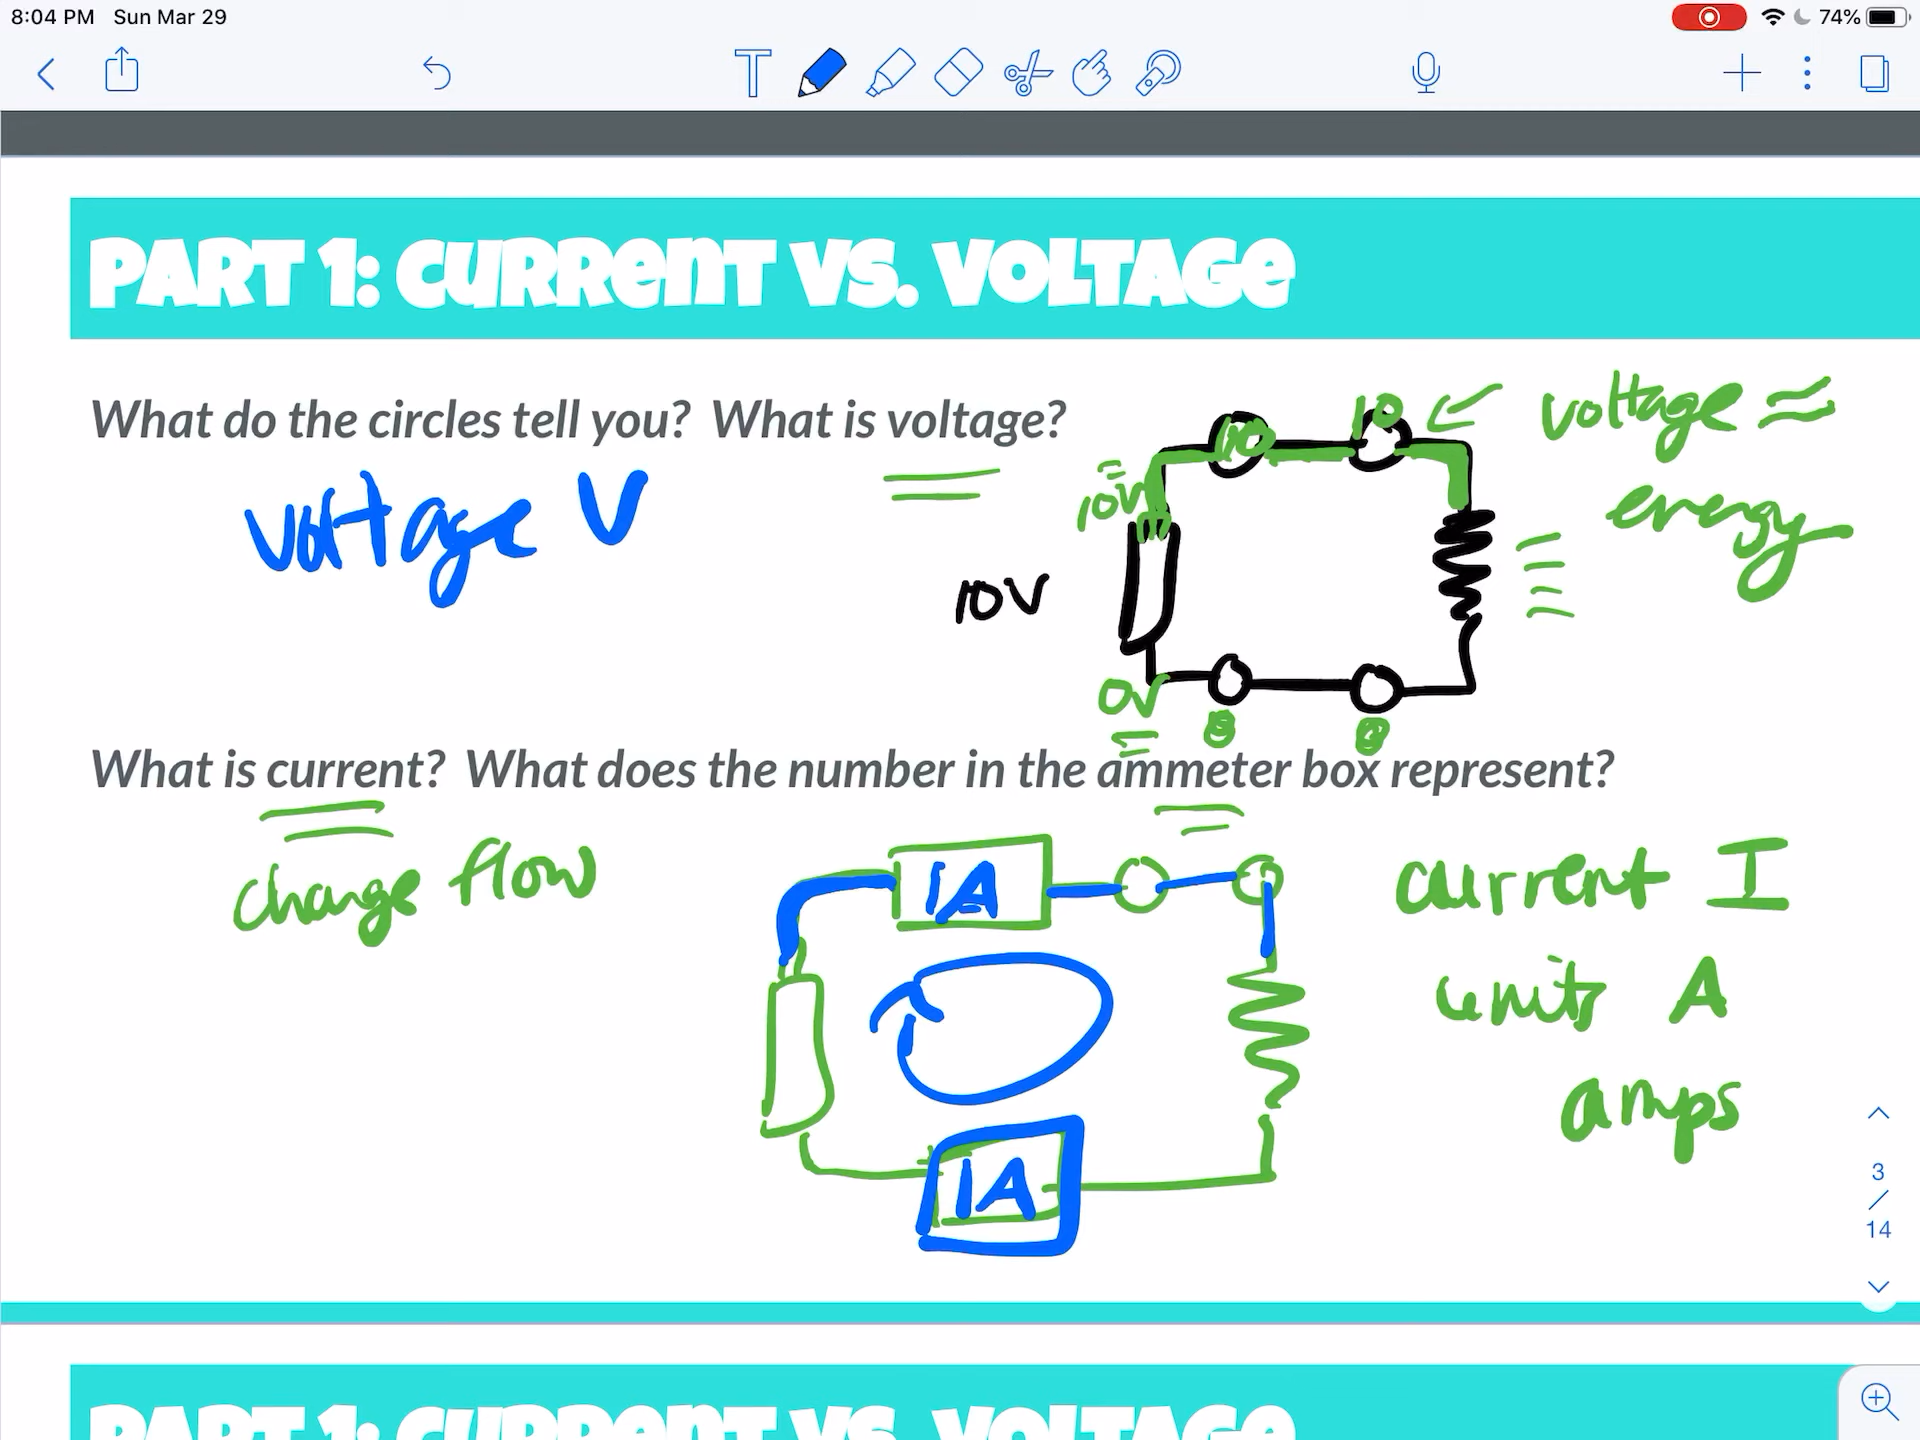 8:04 PM Sun Mar 29
74%
T
PART 1: CURRENT VS. VOLTAGE
What do the circles tell you? What is voltage?
voltage V
10V
10
10
voltage
energy
10V
0V
0
0
What is current? What does the number in the ammeter box represent?
charge flow
1A
current I
units A
amps
1A
3
/
14
PART 1: CURRENT VS. VOLTAGE